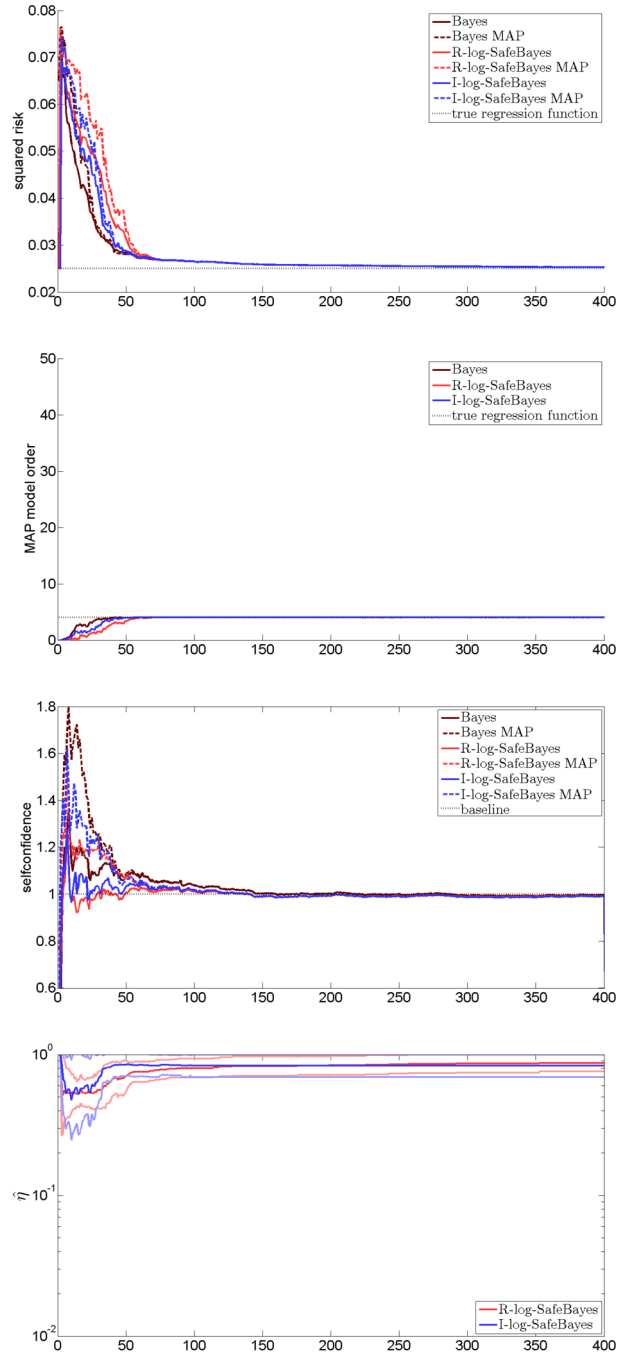 0.08
0.07
0.06
0.05
0.04
0.03
0.02
squared risk
Bayes
Bayes MAP
R-log-SafeBayes
R-log-SafeBayes MAP
I-log-SafeBayes
I-log-SafeBayes MAP
true regression function
0 50 100 150 200 250 300 350 400
50
40
30
20
10
0
MAP model order
Bayes
R-log-SafeBayes
I-log-SafeBayes
true regression function
0 50 100 150 200 250 300 350 400
1.8
1.6
1.4
1.2
1
0.8
0.6
selfconfidence
Bayes
Bayes MAP
R-log-SafeBayes
R-log-SafeBayes MAP
I-log-SafeBayes
I-log-SafeBayes MAP
baseline
0 50 100 150 200 250 300 350 400
10^0
10^-1
10^-2
η̂
R-log-SafeBayes
I-log-SafeBayes
0 50 100 150 200 250 300 350 400